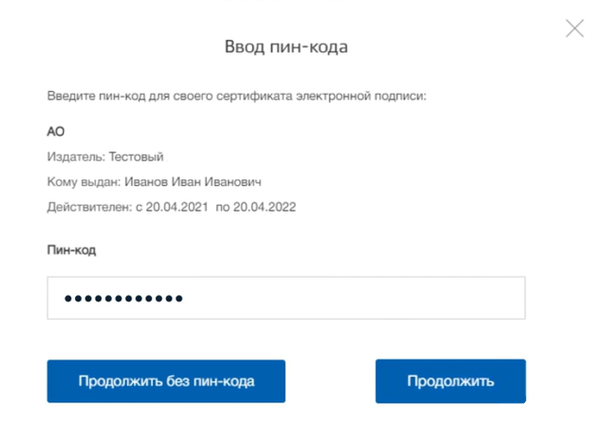 Ввод пин-кода
Введите пин-код для своего сертификата электронной подписи:
АО
Издатель: Тестовый
Кому выдан: Иванов Иван Иванович
Действителен: с 20.04.2021 по 20.04.2022
Пин-код
••••••••••••
Продолжить без пин-кода
Продолжить